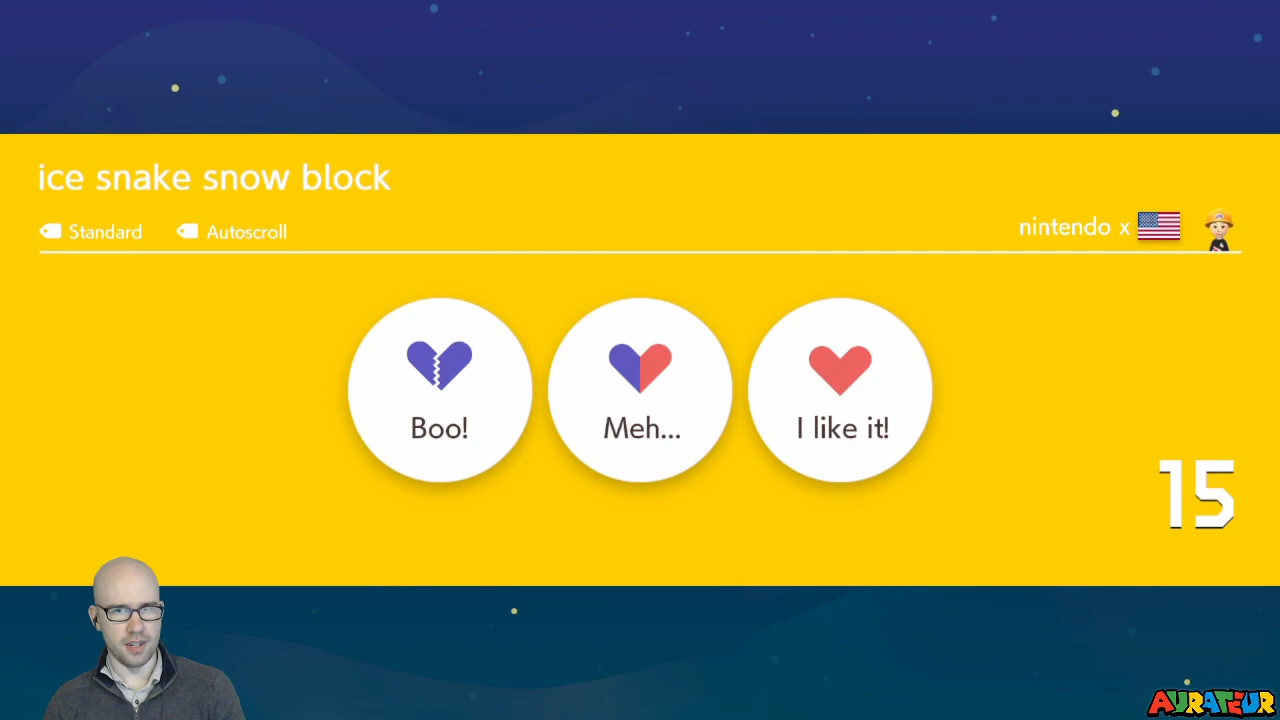 ice snake snow block
Standard Autoscroll
nintendo x
Boo! Meh... I like it!
15
AURATEUR